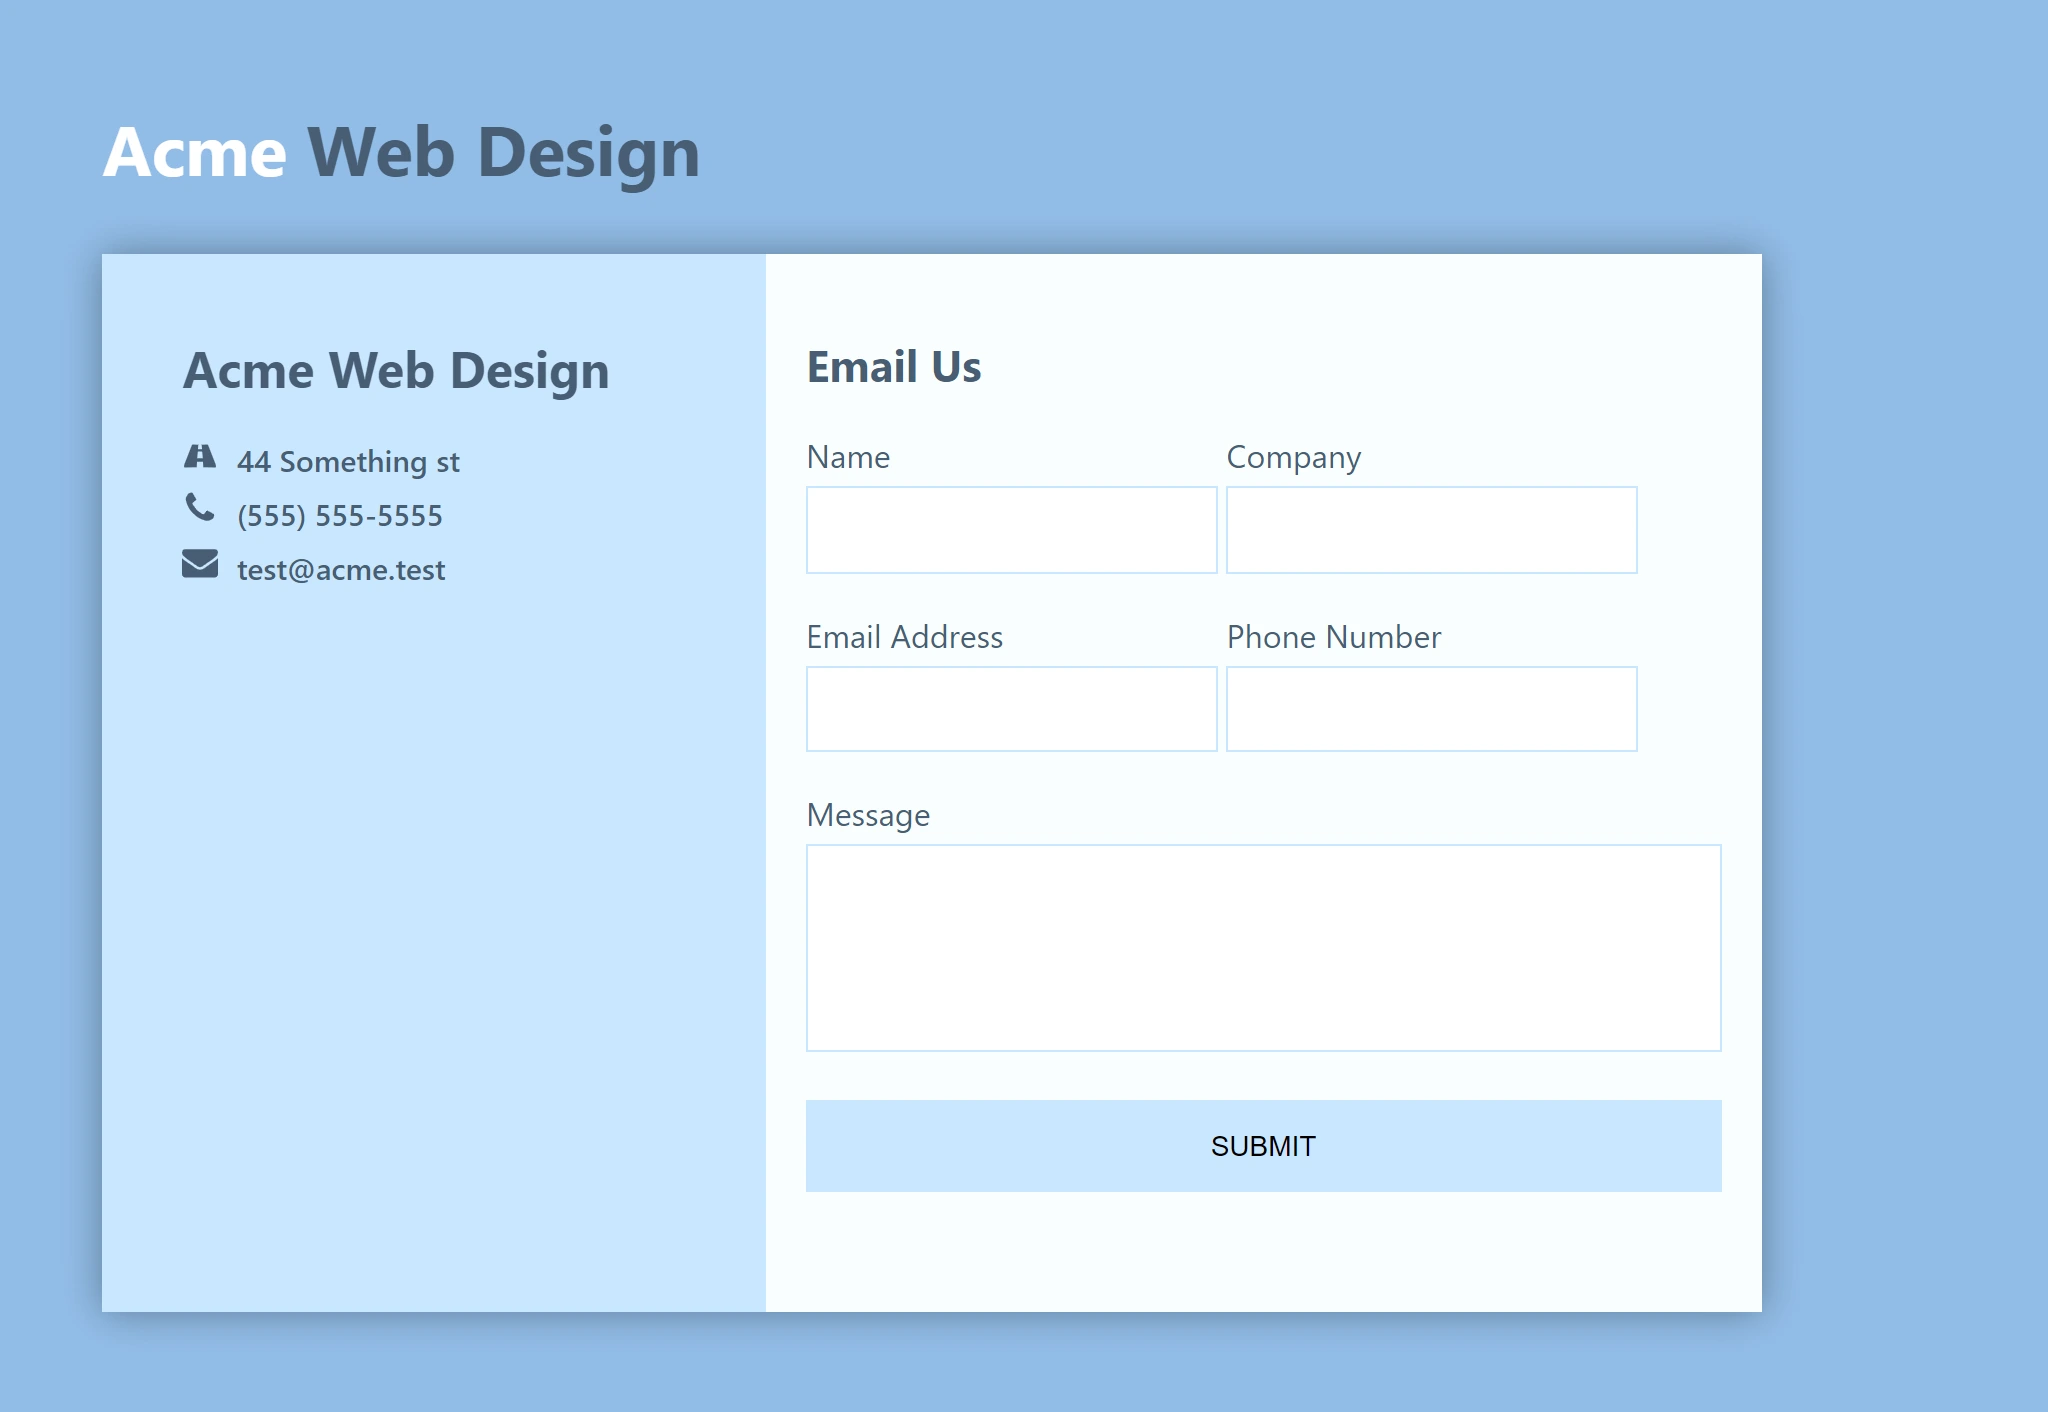 Acme Web Design
Acme Web Design
44 Something st
(555) 555-5555
test@acme.test
Email Us
Name
Company
Email Address
Phone Number
Message
SUBMIT